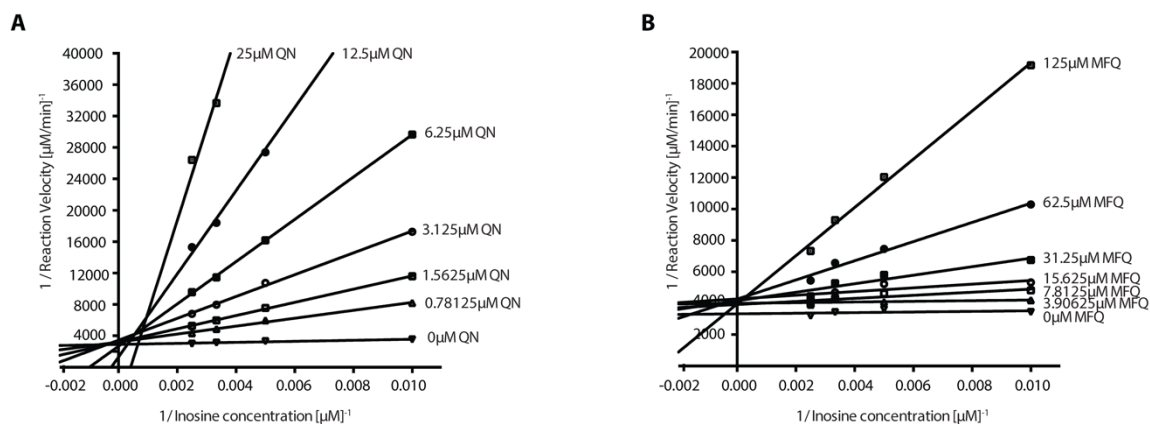 A
1 / Reaction Velocity [µM/min]⁻¹
40000
36000
32000
28000
24000
20000
16000
12000
8000
4000
-0.002
0.000
0.002
0.004
0.006
0.008
0.010
1/ Inosine concentration [µM]⁻¹
25µM QN
12.5µM QN
6.25µM QN
3.125µM QN
1.5625µM QN
0.78125µM QN
0µM QN
B
1 / Reaction Velocity [µM/min]⁻¹
20000
18000
16000
14000
12000
10000
8000
6000
4000
2000
-0.002
0.000
0.002
0.004
0.006
0.008
0.010
1/ Inosine concentration [µM]⁻¹
125µM MFQ
62.5µM MFQ
31.25µM MFQ
15.625µM MFQ
7.8125µM MFQ
3.90625µM MFQ
0µM MFQ